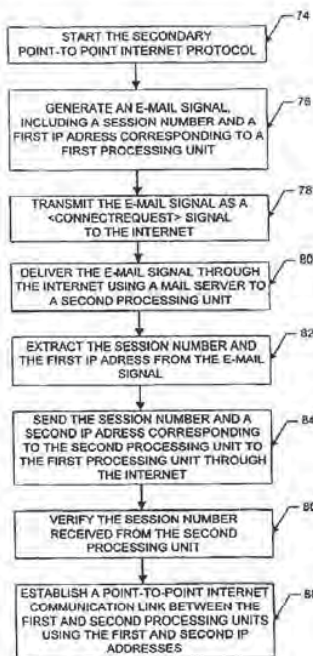 74
START THE SECONDARY
POINT-TO POINT INTERNET PROTOCOL
76
GENERATE AN E-MAIL SIGNAL,
INCLUDING A SESSION NUMBER AND A
FIRST IP ADRESS CORRESPONDING TO A
FIRST PROCESSING UNIT
78
TRANSMIT THE E-MAIL SIGNAL AS A
<CONNECTREQUEST> SIGNAL
TO THE INTERNET
80
DELIVER THE E-MAIL SIGNAL THROUGH
THE INTERNET USING A MAIL SERVER TO
A SECOND PROCESSING UNIT
82
EXTRACT THE SESSION NUMBER AND
THE FIRST IP ADRESS FROM THE E-MAIL
SIGNAL
84
SEND THE SESSION NUMBER AND A
SECOND IP ADRESS CORRESPONDING
TO THE SECOND PROCESSING UNIT TO
THE FIRST PROCESSING UNIT THROUGH
THE INTERNET
VERIFY THE SESSION NUMBER
RECEIVED FROM THE SECOND
PROCESSING UNIT
ESTABLISH A POINT-TO-POINT INTERNET
COMMUNICATION LINK BETWEEN THE
FIRST AND SECOND PROCESSING UNITS
USING THE FIRST AND SECOND IP
ADDRESSES